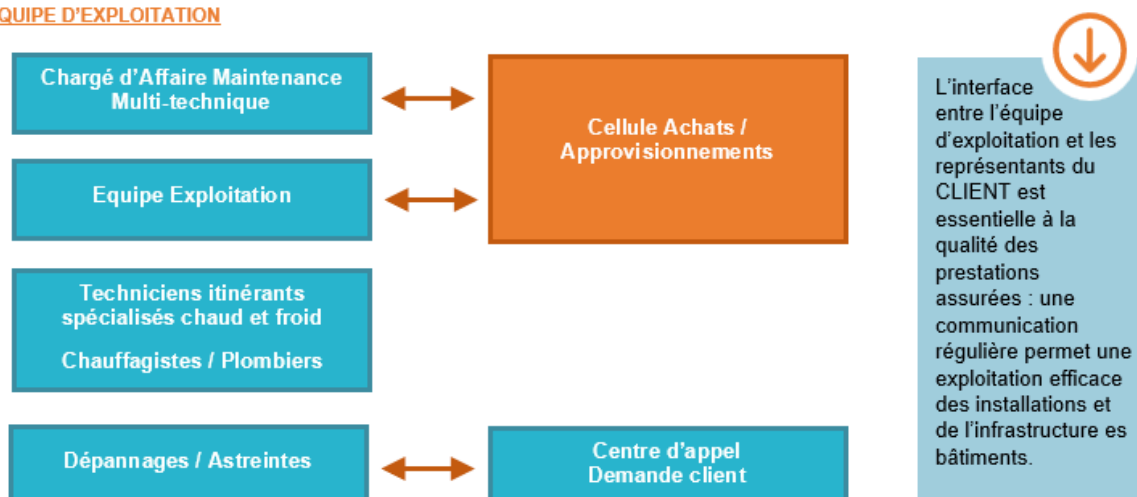 QUIPE D'EXPLOITATION
Chargé d'Affaire Maintenance
Multi-technique
Cellule Achats /
Approvisionnements
Equipe Exploitation
Techniciens itinérants
spécialisés chaud et froid
Chauffagistes / Plombiers
Dépannages / Astreintes
Centre d'appel
Demande client
L'interface
entre l'équipe
d'exploitation et les
représentants du
CLIENT est
essentielle à la
qualité des
prestations
assurées : une
communication
régulière permet une
exploitation efficace
des installations et
de l'infrastructure es
bâtiments.